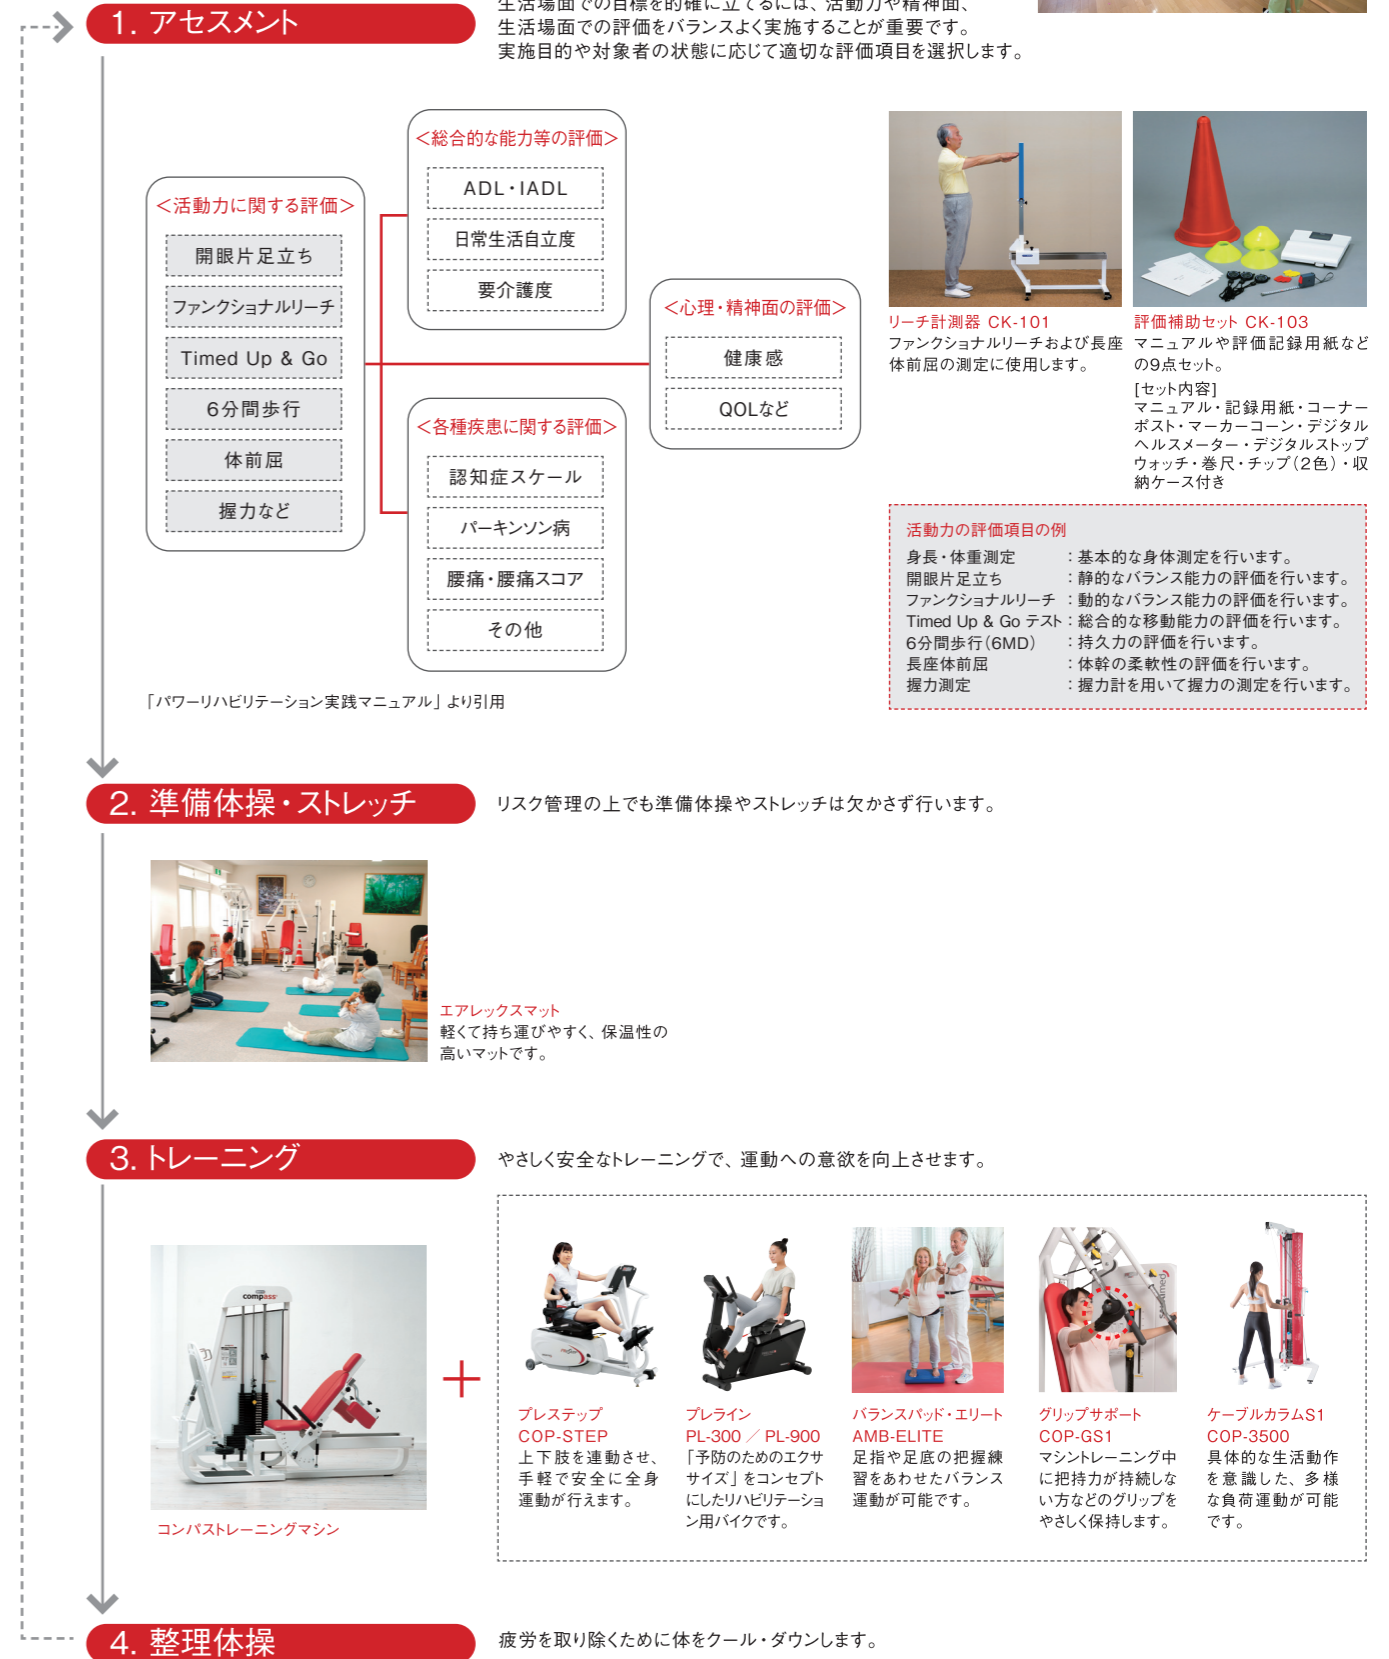 1. アセスメント
生活場面での目標を的確に立てるには、活動力や精神面、
生活場面での評価をバランスよく実施することが重要です。
実施目的や対象者の状態に応じて適切な評価項目を選択します。
＜活動力に関する評価＞
開眼片足立ち
ファンクショナルリーチ
Timed Up & Go
6分間歩行
体前屈
握力など
＜総合的な能力等の評価＞
ADL・IADL
日常生活自立度
要介護度
＜各種疾患に関する評価＞
認知症スケール
パーキンソン病
腰痛・腰痛スコア
その他
＜心理・精神面の評価＞
健康感
QOLなど
「パワーリハビリテーション実践マニュアル」より引用
リーチ計測器 CK-101
ファンクショナルリーチおよび長座
体前屈の測定に使用します。
評価補助セット CK-103
マニュアルや評価記録用紙など
の9点セット。
[セット内容]
マニュアル・記録用紙・コーナー
ポスト・マーカーコーン・デジタル
ヘルスメーター・デジタルストップ
ウォッチ・巻尺・チップ（2色）・収
納ケース付き
活動力の評価項目の例
身長・体重測定 ：基本的な身体測定を行います。
開眼片足立ち ：静的なバランス能力の評価を行います。
ファンクショナルリーチ ：動的なバランス能力の評価を行います。
Timed Up & Go テスト：総合的な移動能力の評価を行います。
6分間歩行（6MD） ：持久力の評価を行います。
長座体前屈 ：体幹の柔軟性の評価を行います。
握力測定 ：握力計を用いて握力の測定を行います。
2. 準備体操・ストレッチ
リスク管理の上でも準備体操やストレッチは欠かさず行います。
エアレックスマット
軽くて持ち運びやすく、保温性の
高いマットです。
3. トレーニング
やさしく安全なトレーニングで、運動への意欲を向上させます。
compass
コンパストレーニングマシン
＋
プレステップ
COP-STEP
上下肢を連動させ、
手軽で安全に全身
運動が行えます。
プレライン
PL-300 ／ PL-900
「予防のためのエクサ
サイズ」をコンセプト
にしたリハビリテーショ
ン用バイクです。
バランスパッド・エリート
AMB-ELITE
足指や足底の把握練
習をあわせたバランス
運動が可能です。
グリップサポート
COP-GS1
マシントレーニング中
に把持力が持続しな
い方などのグリップを
やさしく保持します。
ケーブルカラムS1
COP-3500
具体的な生活動作
を意識した、多様
な負荷運動が可能
です。
4. 整理体操
疲労を取り除くために体をクール・ダウンします。